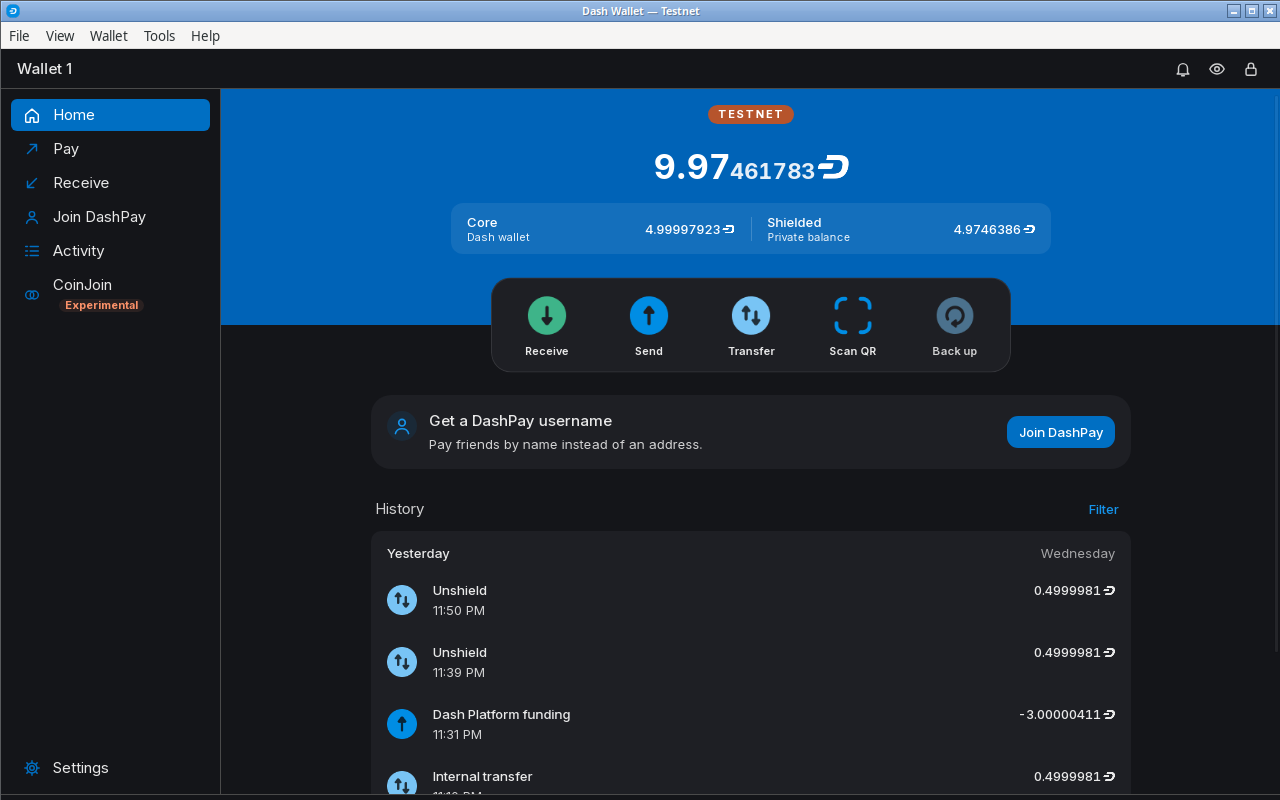 Dash Wallet — Testnet
File View Wallet Tools Help
Wallet 1
Home
Pay
Receive
Join DashPay
Activity
CoinJoin
Experimental
Settings
TESTNET
9.97461783
Core
Dash wallet
4.99997923
Shielded
Private balance
4.9746386
Receive
Send
Transfer
Scan QR
Back up
Get a DashPay username
Pay friends by name instead of an address.
Join DashPay
History
Filter
Yesterday
Wednesday
Unshield
0.4999981
11:50 PM
Unshield
0.4999981
11:39 PM
Dash Platform funding
-3.00000411
11:31 PM
Internal transfer
0.4999981